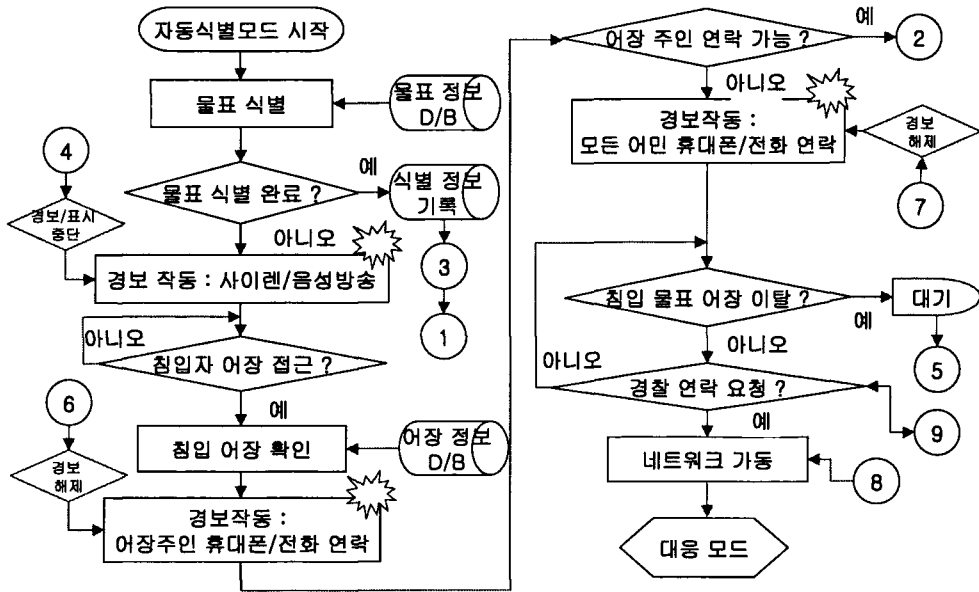 자동식별모드 시작
물표 식별
물표 정보
D/B
물표 식별 완료 ?
예
식별 정보
기록
3
1
아니오
4
경보/표시
중단
경보 작동 : 사이렌/음성방송
아니오
침입자 어장 접근 ?
예
침입 어장 확인
어장 정보
D/B
6
경보
해제
경보작동 :
어장주인 휴대폰/전화 연락
어장 주인 연락 가능 ?
예
2
아니오
경보작동 :
모든 어민 휴대폰/전화 연락
경보
해제
7
침입 물표 어장 이탈 ?
예
대기
5
아니오
아니오
경찰 연락 요청 ?
9
예
네트워크 가동
8
대응 모드